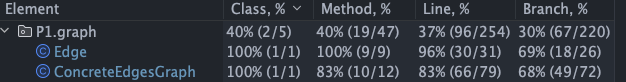 Element Class, % Method, % Line, % Branch, %
P1.graph 40% (2/5) 40% (19/47) 37% (96/254) 30% (67/220)
Edge 100% (1/1) 100% (9/9) 96% (30/31) 69% (18/26)
ConcreteEdgesGraph 100% (1/1) 83% (10/12) 83% (66/79) 68% (49/72)